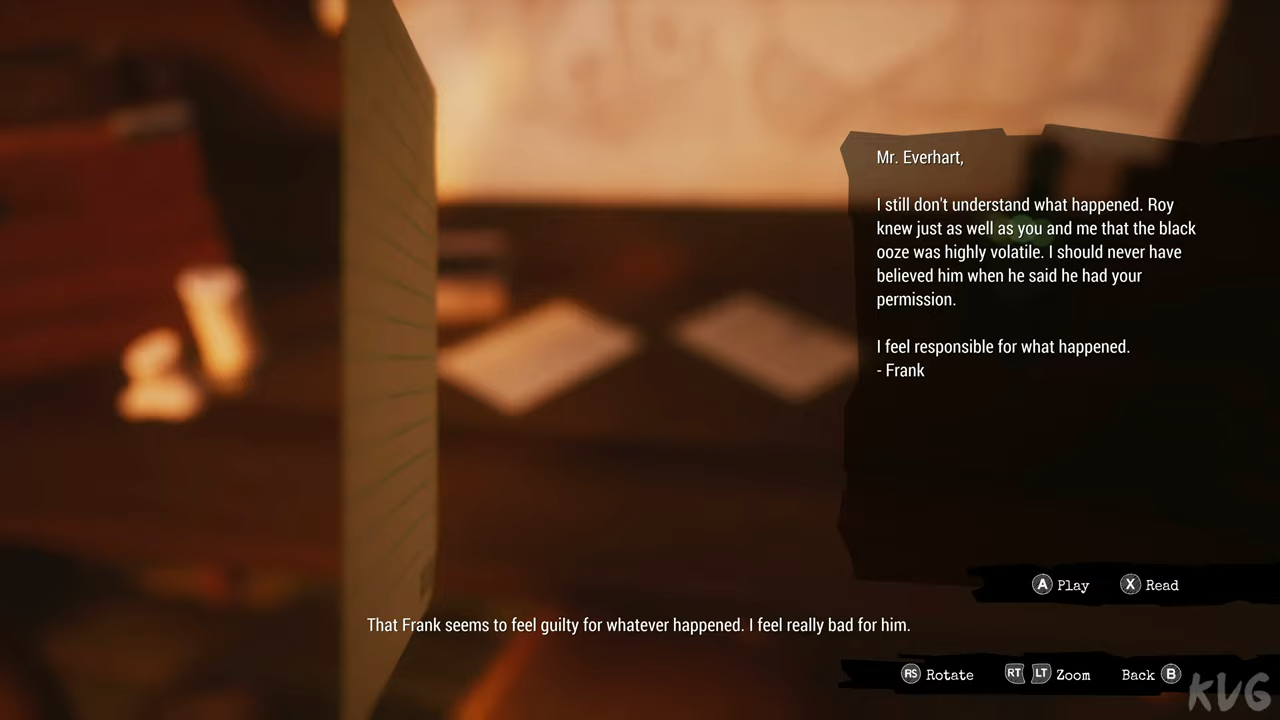 Mr. Everhart,
I still don't understand what happened. Roy
knew just as well as you and me that the black
ooze was highly volatile. I should never have
believed him when he said he had your
permission.
I feel responsible for what happened.
- Frank
A Play X Read
That Frank seems to feel guilty for whatever happened. I feel really bad for him.
RS Rotate RT LT Zoom Back B
KVG